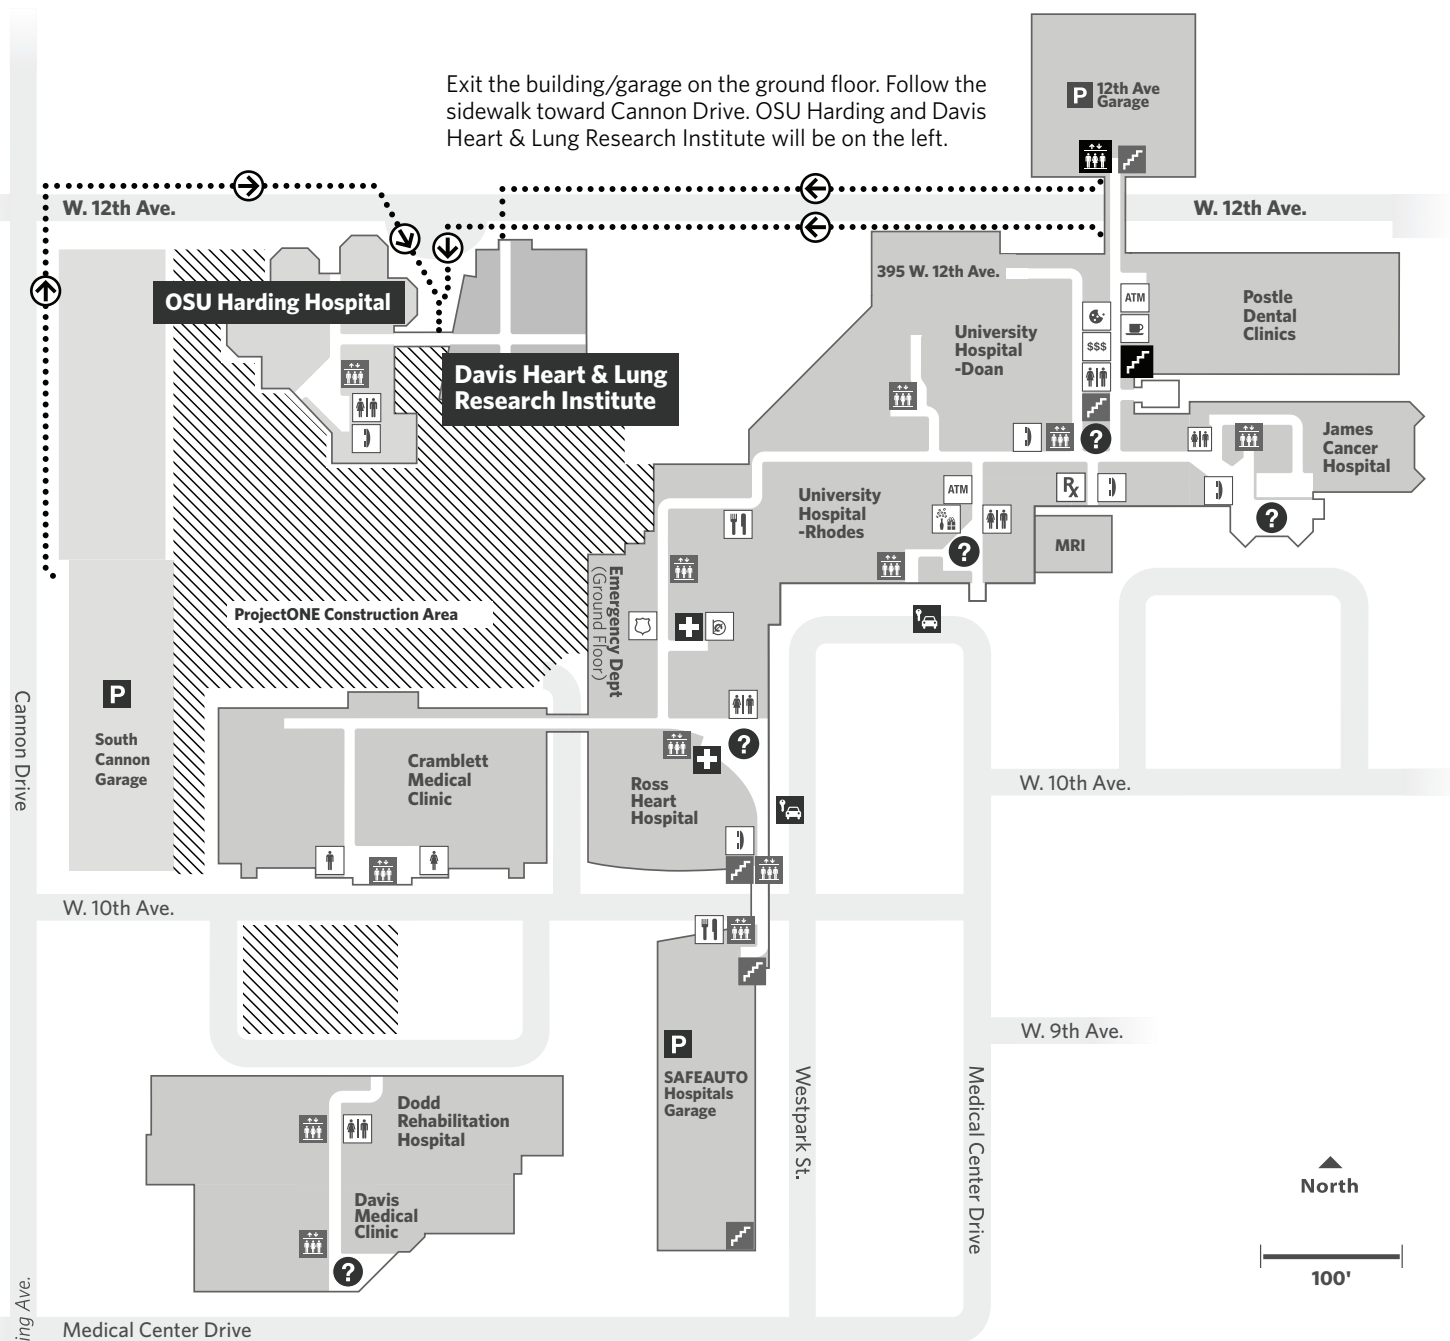 Exit the building/garage on the ground floor. Follow the
sidewalk toward Cannon Drive. OSU Harding and Davis
Heart & Lung Research Institute will be on the left.
P
12th Ave
Garage
W. 12th Ave.
W. 12th Ave.
OSU Harding Hospital
395 W. 12th Ave.
ATM
$$$
Postle
Dental
Clinics
University
Hospital
-Doan
Davis Heart & Lung
Research Institute
?
James
Cancer
Hospital
University
Hospital
-Rhodes
ATM
Rx
?
?
MRI
Emergency Dept
(Ground Floor)
ProjectONE Construction Area
P
South
Cannon
Garage
Cannon Drive
Cramblett
Medical
Clinic
?
Ross
Heart
Hospital
W. 10th Ave.
W. 10th Ave.
P
SAFEAUTO
Hospitals
Garage
W. 9th Ave.
Westpark St.
Medical Center Drive
Dodd
Rehabilitation
Hospital
Davis
Medical
Clinic
?
North
100'
ing Ave.
Medical Center Drive